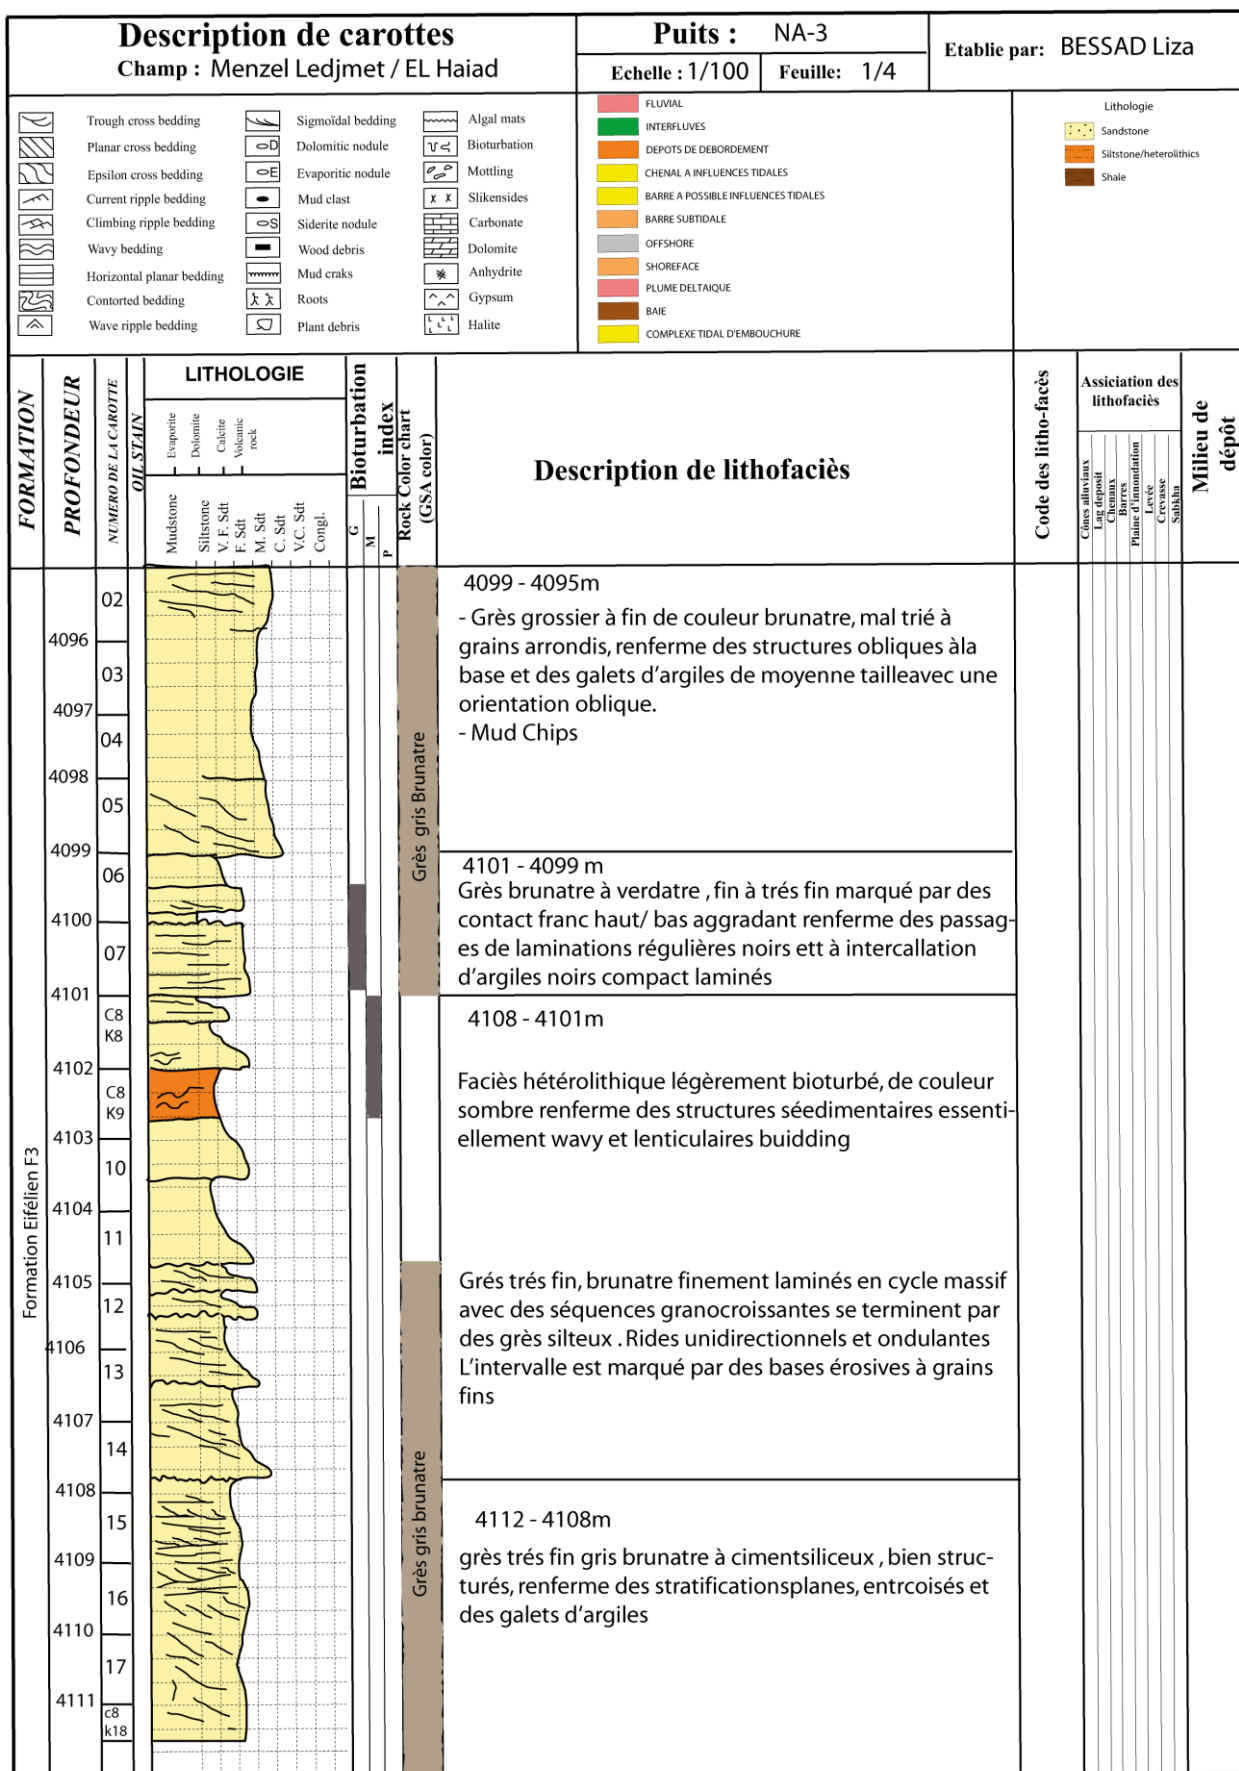 Description de carottes
Champ : Menzel Ledjmet / EL Haiad
Puits : NA-3
Echelle : 1/100
Feuille: 1/4
Etablie par: BESSAD Liza
Trough cross bedding
Planar cross bedding
Epsilon cross bedding
Current ripple bedding
Climbing ripple bedding
Wavy bedding
Horizontal planar bedding
Contorted bedding
Wave ripple bedding
Sigmoïdal bedding
D
Dolomitic nodule
E
Evaporitic nodule
Mud clast
S
Siderite nodule
Wood debris
Mud craks
Roots
Plant debris
Algal mats
Bioturbation
Mottling
x x
Slikensides
Carbonate
Dolomite
Anhydrite
Gypsum
Halite
FLUVIAL
INTERFLUVES
DEPOTS DE DEBORDEMENT
CHENAL A INFLUENCES TIDALES
BARRE A POSSIBLE INFLUENCES TIDALES
BARRE SUBTIDALE
OFFSHORE
SHOREFACE
PLUME DELTAIQUE
BAIE
COMPLEXE TIDAL D'EMBOUCHURE
Lithologie
Sandstone
Siltstone/heterolithics
Shale
FORMATION
PROFONDEUR
NUMERO DE LA CAROTTE
OIL STAIN
LITHOLOGIE
Evaporite
Dolomite
Calcite
Volcanic
rock
Mudstone
Siltstone
V. F. Sdt
F. Sdt
M. Sdt
C. Sdt
V.C. Sdt
Congl.
Bioturbation
index
G
M
P
Rock Color chart
(GSA color)
Description de lithofaciès
Code des litho-facès
Assiciation des
lithofaciès
Cônes alluviaux
Lag deposit
Chenaux
Barres
Plaine d'innondation
Levée
Crevasse
Sabkha
Milieu de
dépôt
Formation Eifélien F3
4096
4097
4098
4099
4100
4101
4102
4103
4104
4105
4106
4107
4108
4109
4110
4111
02
03
04
05
06
07
C8
K8
C8
K9
10
11
12
13
14
15
16
17
c8
k18
Grès gris Brunatre
Grès gris brunatre
4099 - 4095m
- Grès grossier à fin de couleur brunatre, mal trié à
grains arrondis, renferme des structures obliques àla
base et des galets d'argiles de moyenne tailleavec une
orientation oblique.
- Mud Chips
4101 - 4099 m
Grès brunatre à verdatre , fin à trés fin marqué par des
contact franc haut/ bas aggradant renferme des passag-
es de laminations régulières noirs ett à intercallation
d'argiles noirs compact laminés
4108 - 4101m
Faciès hétérolithique légèrement bioturbé, de couleur
sombre renferme des structures séedimentaires essenti-
ellement wavy et lenticulaires buidding
Grés trés fin, brunatre finement laminés en cycle massif
avec des séquences granocroissantes se terminent par
des grès silteux . Rides unidirectionnels et ondulantes
L'intervalle est marqué par des bases érosives à grains
fins
4112 - 4108m
grès trés fin gris brunatre à cimentsiliceux , bien struc-
turés, renferme des stratificationsplanes, entrcoisés et
des galets d'argiles